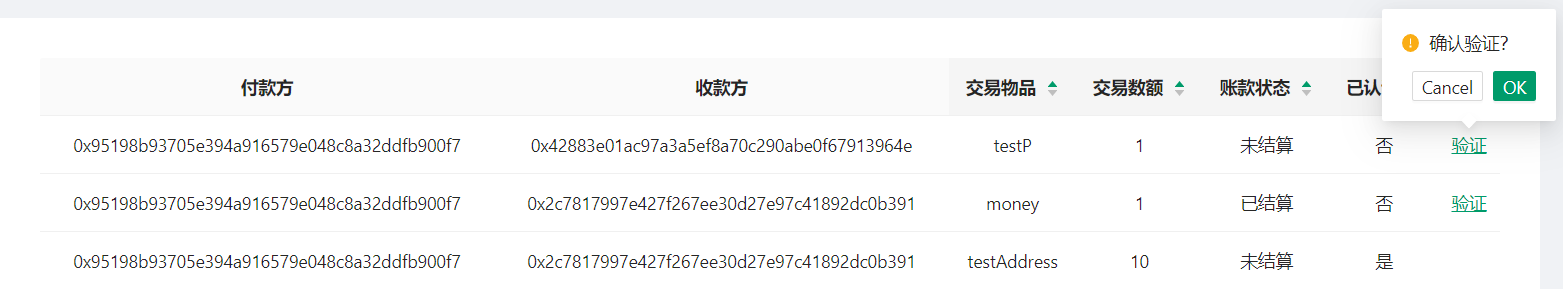 确认验证?
Cancel OK
付款方 收款方 交易物品 交易数额 账款状态 已认
0x95198b93705e394a916579e048c8a32ddfb900f7 0x42883e01ac97a3a5ef8a70c290abe0f67913964e testP 1 未结算 否 验证
0x95198b93705e394a916579e048c8a32ddfb900f7 0x2c7817997e427f267ee30d27e97c41892dc0b391 money 1 已结算 否 验证
0x95198b93705e394a916579e048c8a32ddfb900f7 0x2c7817997e427f267ee30d27e97c41892dc0b391 testAddress 10 未结算 是